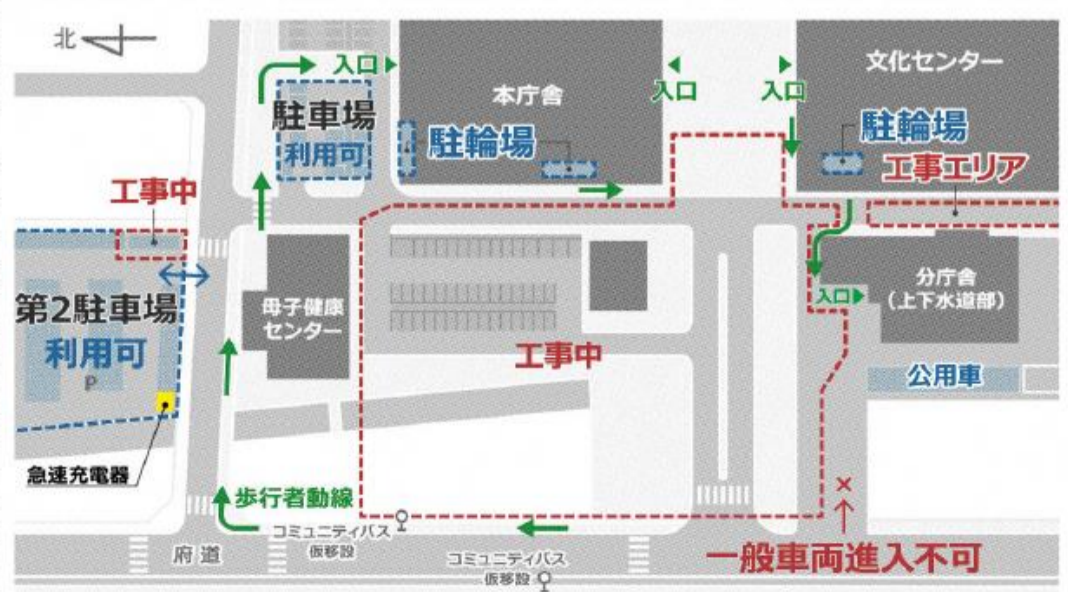 北
入口
本庁舎
入口
入口
文化センター
駐車場
利用可
駐輪場
駐輪場
工事エリア
工事中
第2駐車場
利用可
P
母子健康
センター
工事中
入口
分庁舎
(上下水道部)
公用車
急速充電器
歩行者動線
コミュニティバス
仮移設
府道
コミュニティバス
仮移設
×
一般車両進入不可